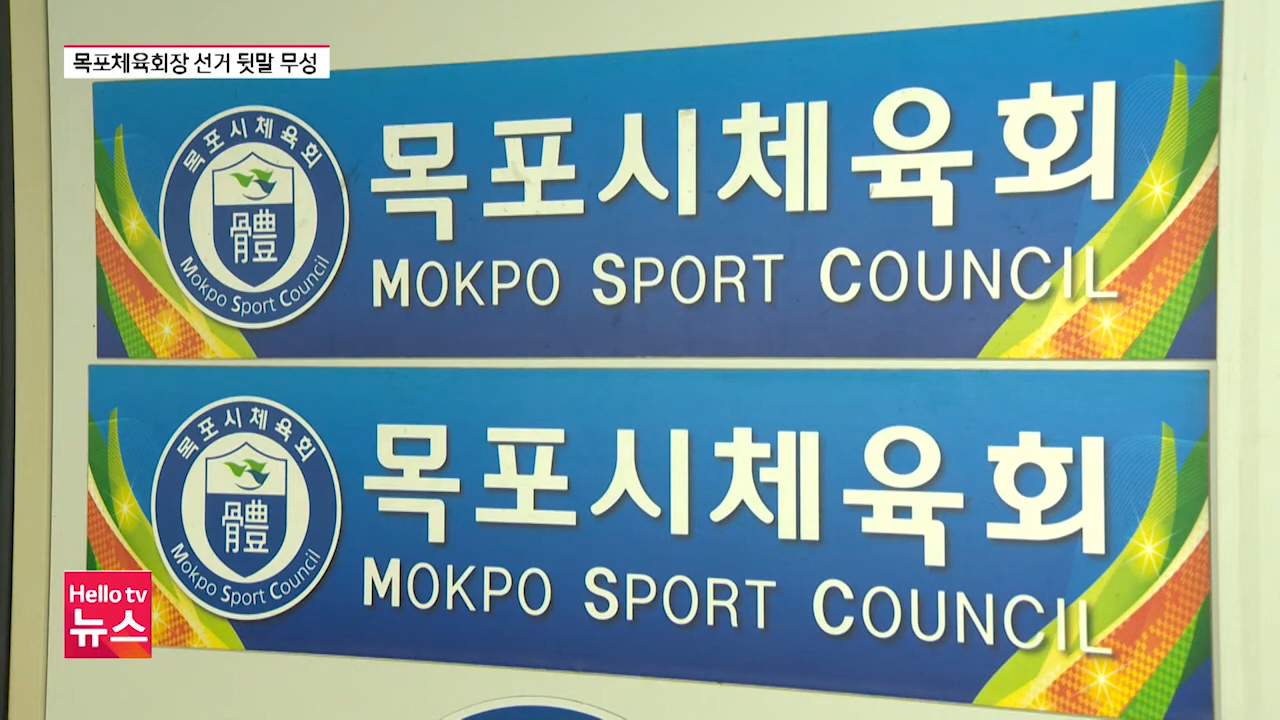 목포체육회장 선거 뒷말 무성
목포시체육회
體
Mokpo Sport Council
목포시체육회
MOKPO SPORT COUNCIL
목포시체육회
體
Mokpo Sport Council
목포시체육회
MOKPO SPORT COUNCIL
Hello tv
뉴스